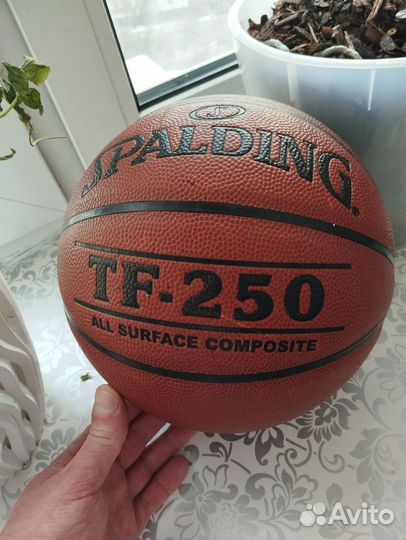 SPALDING®
TF-250
ALL SURFACE COMPOSITE
Avito